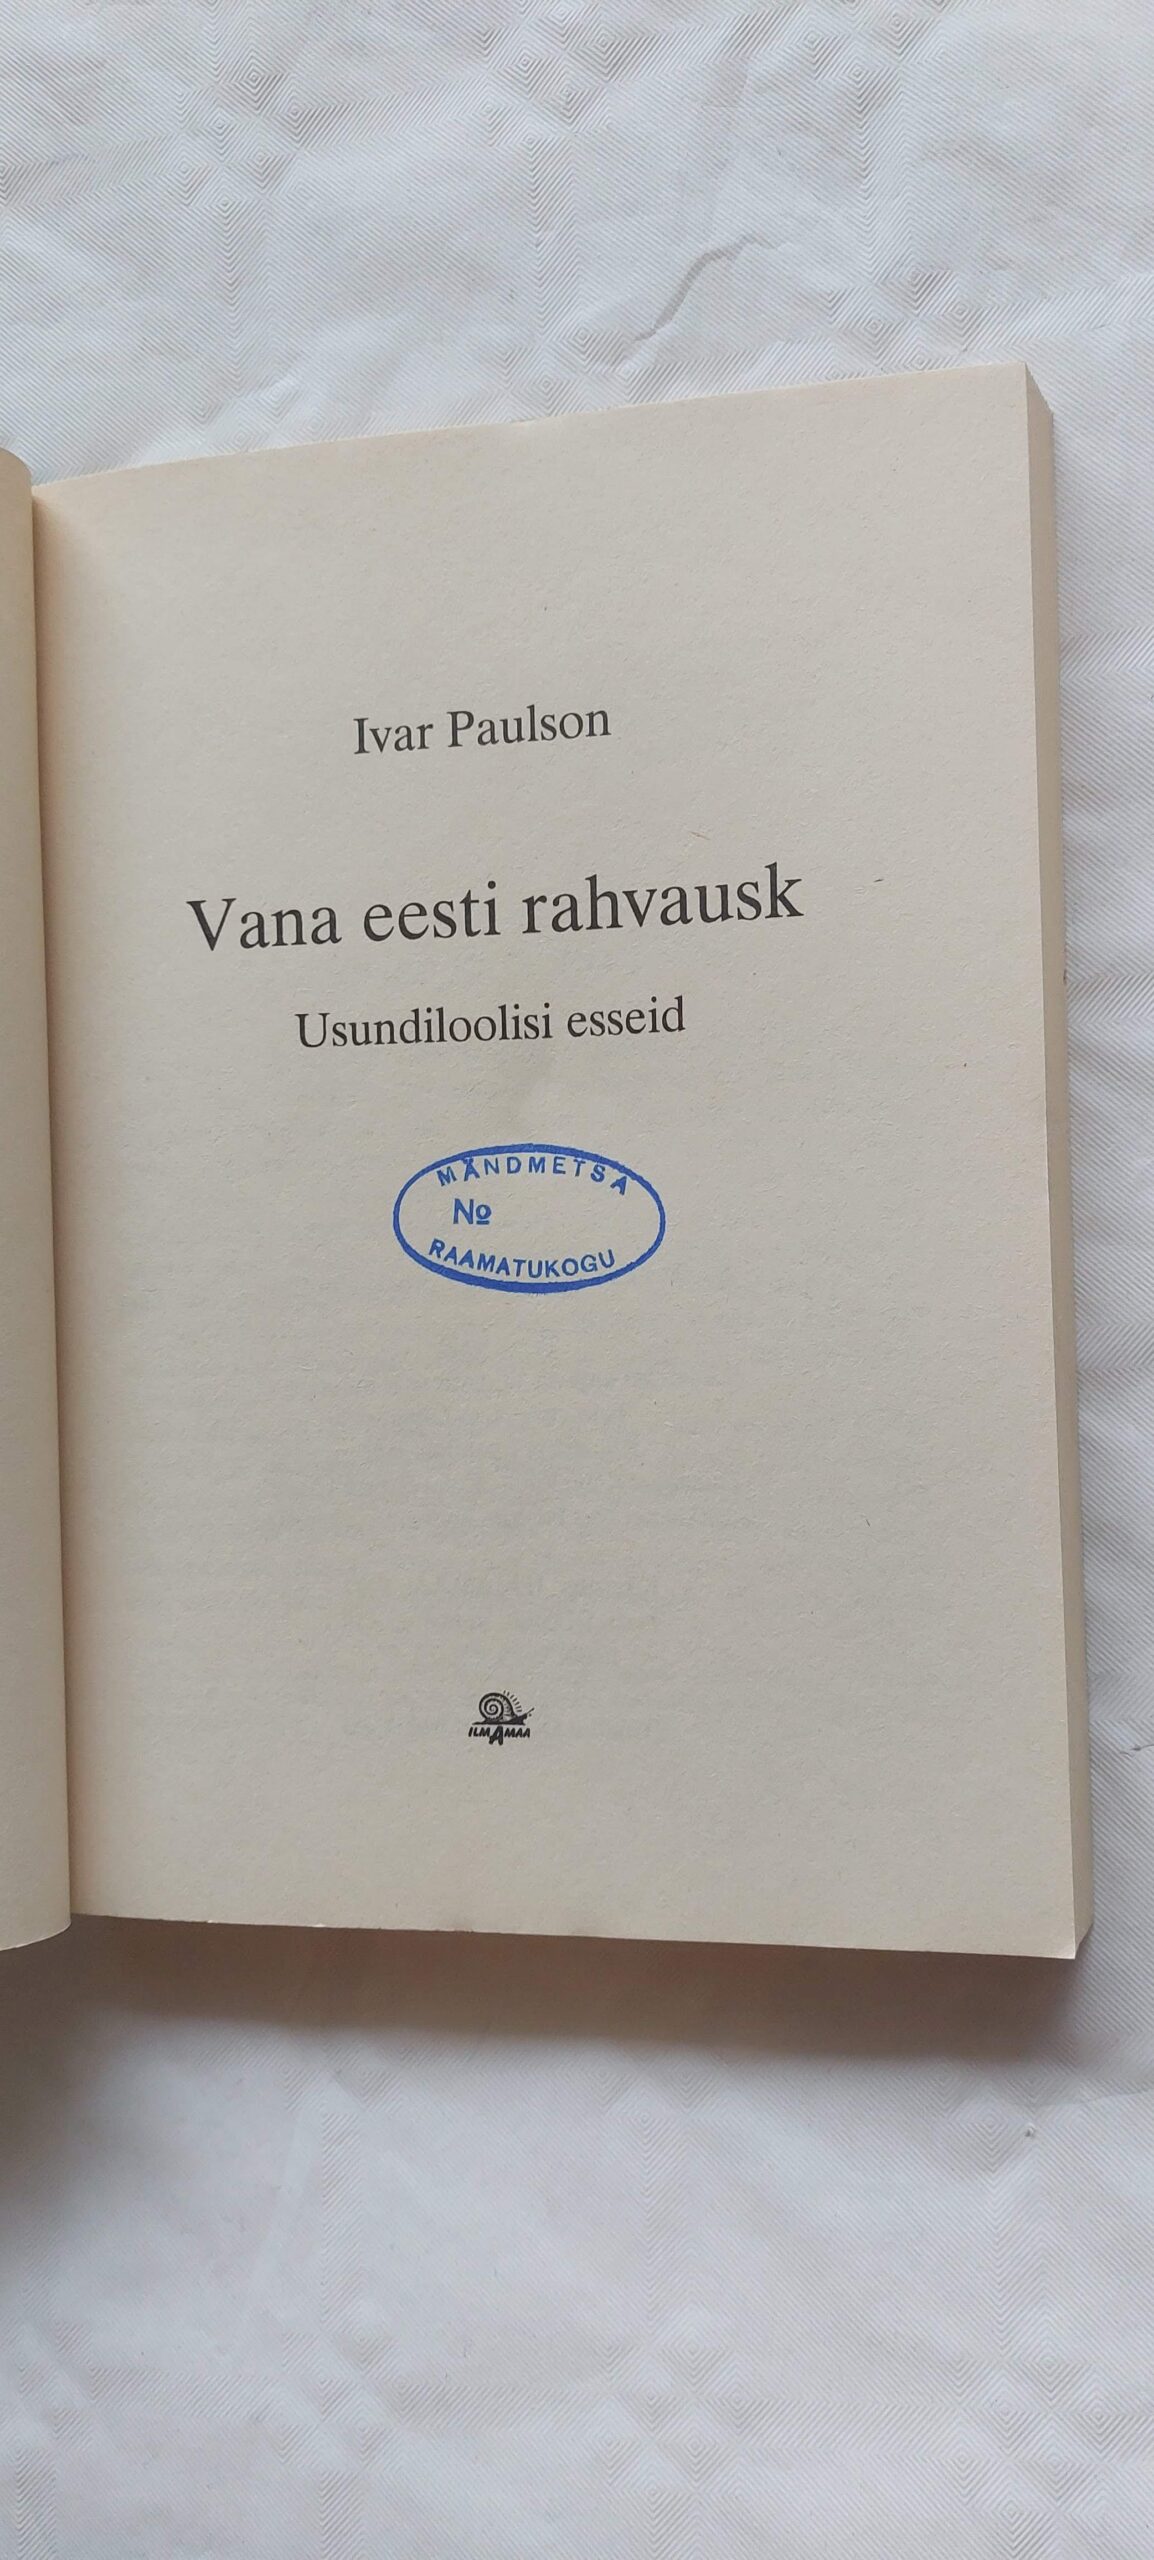 Ivar Paulson
Vana eesti rahvausk
Usundiloolisi esseid
MÄNDMETSA
№
RAAMATUKOGU
ILMAMAA